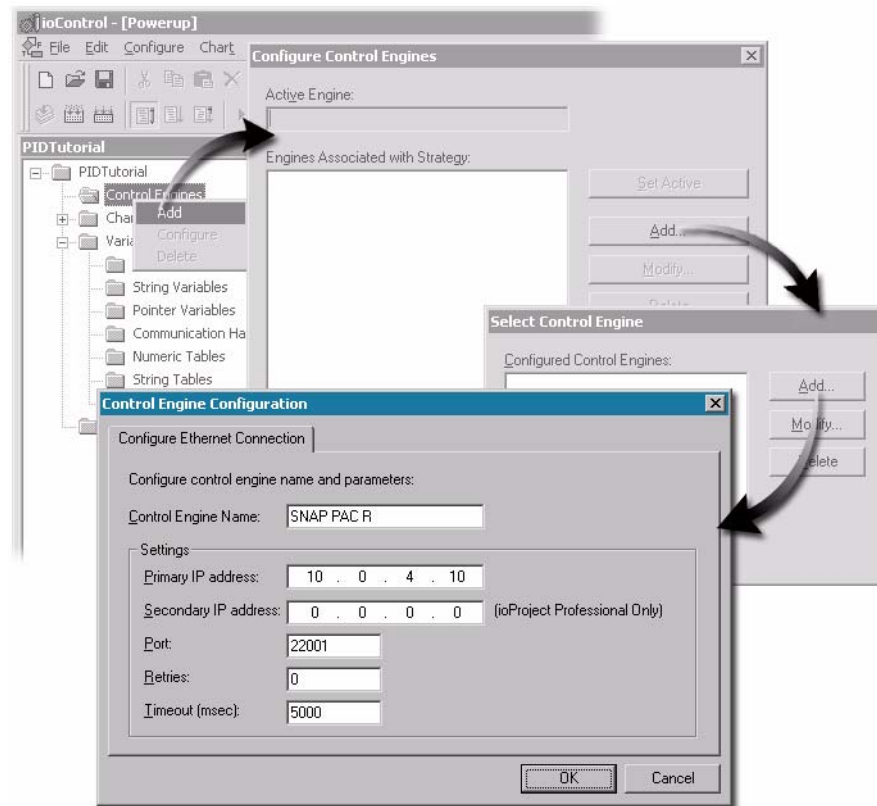 ioControl - [Powerup]
File Edit Configure Chart
PIDTutorial
PIDTutorial
Control Engines
Add
Configure
Delete
String Variables
Pointer Variables
Numeric Tables
String Tables
Configure Control Engines
Active Engine:
Engines Associated with Strategy:
Set Active
Add...
Modify...
Select Control Engine
Configured Control Engines:
Add...
Modify...
Delete
Control Engine Configuration
Configure Ethernet Connection
Configure control engine name and parameters:
Control Engine Name: SNAP PAC R
Settings
Primary IP address: 10 . 0 . 4 . 10
Secondary IP address: 0 . 0 . 0 . 0 (ioProject Professional Only)
Port: 22001
Retries: 0
Timeout (msec): 5000
OK Cancel